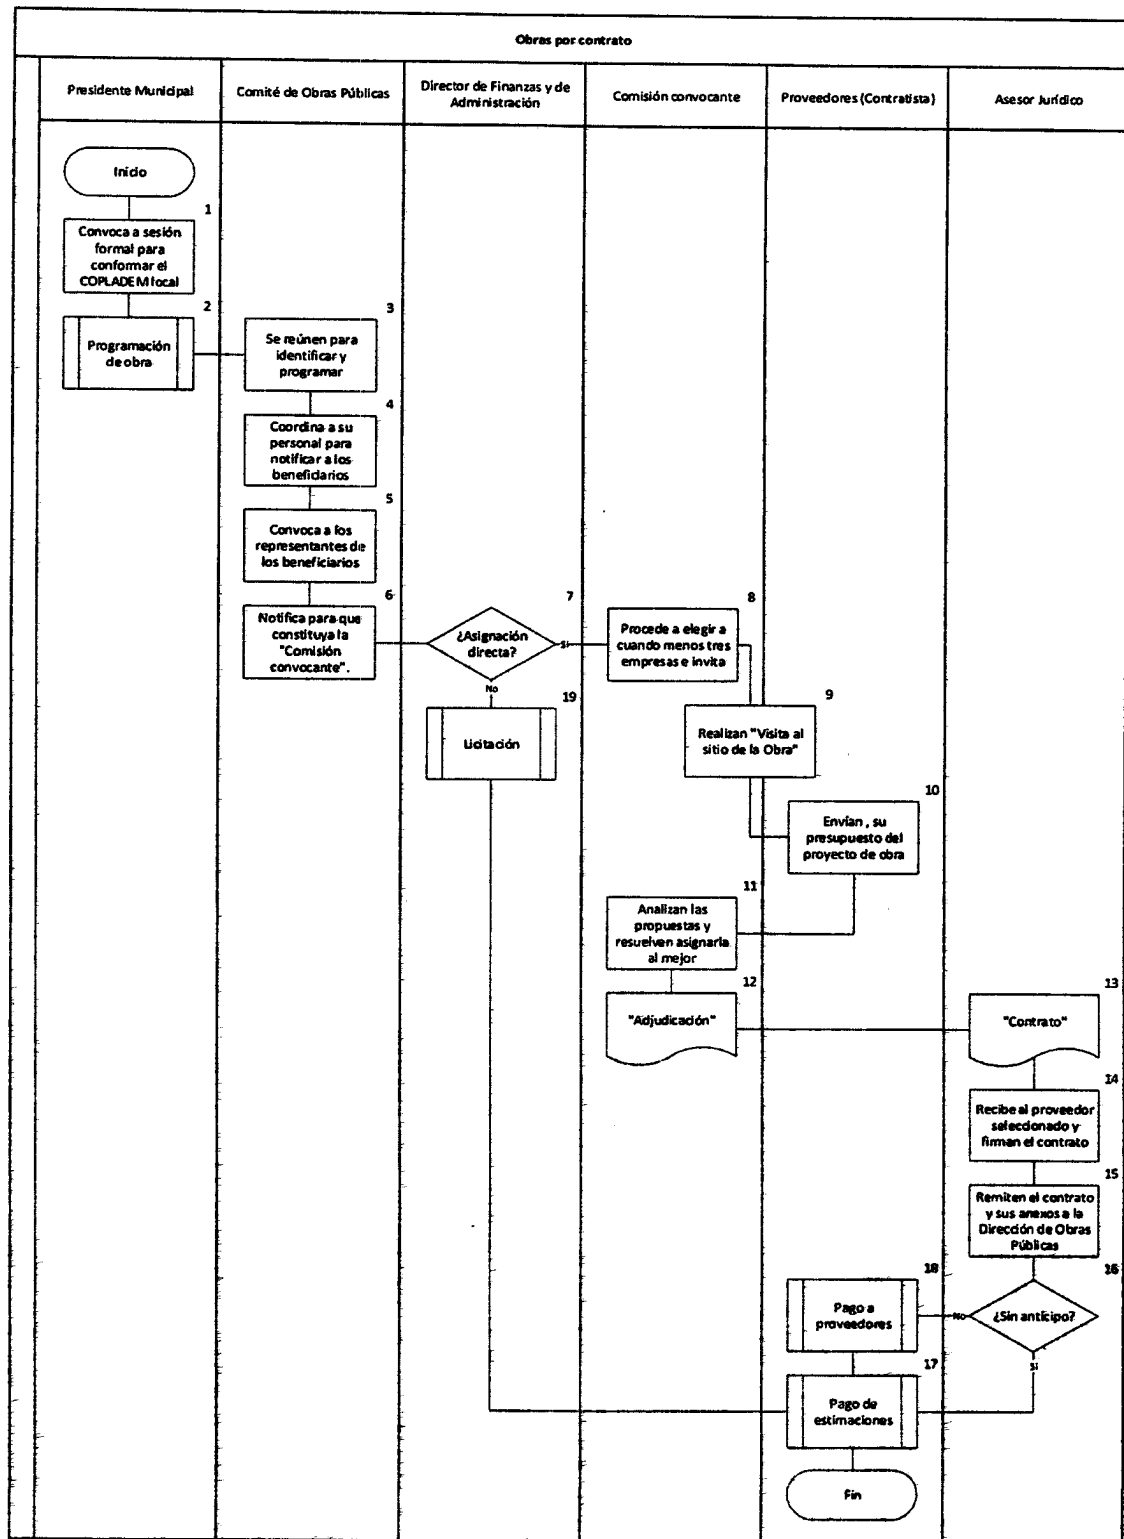 Obras por contrato
Presidente Municipal
Comité de Obras Públicas
Director de Finanzas y de
Administración
Comisión convocante
Proveedores (Contratista)
Asesor Jurídico
Inicio
1
Convoca a sesión
formal para
conformar el
COPLADEM local
2
Programación
de obra
3
Se reúnen para
identificar y
programar
4
Coordina a su
personal para
notificar a los
beneficiarios
5
Convoca a los
representantes de
los beneficiarios
6
Notifica para que
constituya la
"Comisión
convocante".
7
¿Asignación
directa?
Si
No
8
Procede a elegir a
cuando menos tres
empresas e invita
19
Licitación
9
Realizan "Visita al
sitio de la Obra"
10
Envían , su
presupuesto del
proyecto de obra
11
Analizan las
propuestas y
resuelven asignarla
al mejor
12
"Adjudicación"
13
"Contrato"
14
Recibe al proveedor
seleccionado y
firman el contrato
15
Remiten el contrato
y sus anexos a la
Dirección de Obras
Públicas
16
¿Sin anticipo?
No
Si
18
Pago a
proveedores
17
Pago de
estimaciones
Fin